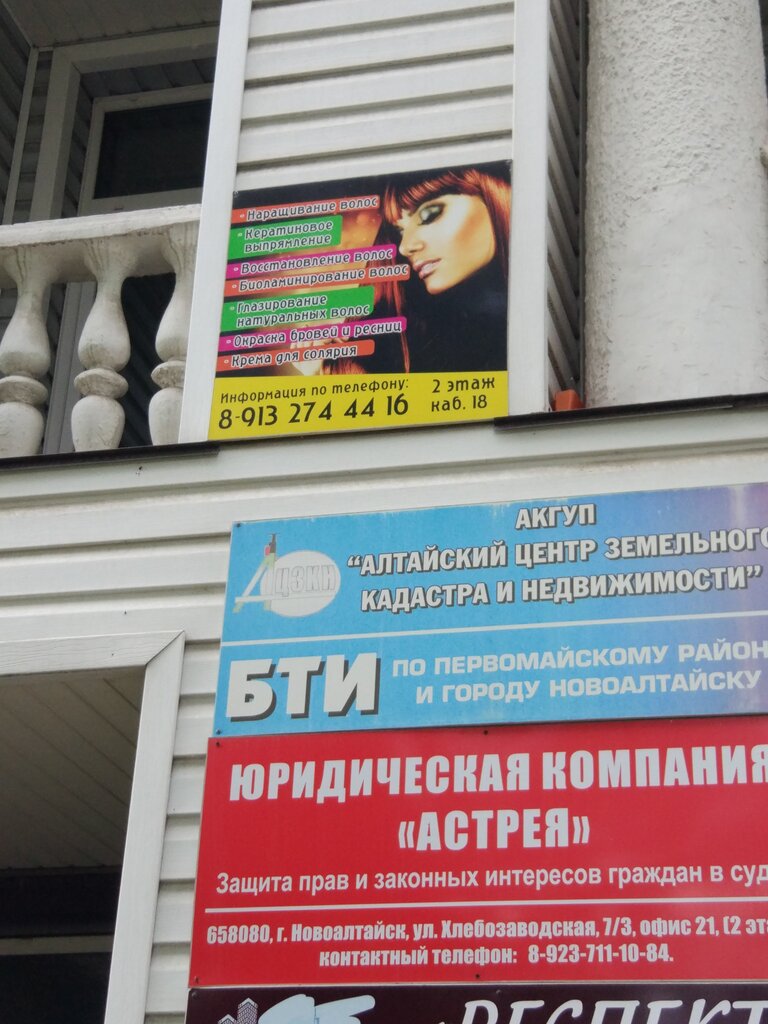 · Наращивание волос
· Кератиновое
выпрямление
· Восстановление волос
· Биоламинирование волос
· Глазирование
натуральных волос
· Окраска бровей и ресниц
· Крема для солярия
Информация по телефону:
8-913 274 44 16
2 этаж
каб. 18
АКГУП
“АЛТАЙСКИЙ ЦЕНТР ЗЕМЕЛЬНОГО
КАДАСТРА И НЕДВИЖИМОСТИ”
АЦЗКН
БТИ
ПО ПЕРВОМАЙСКОМУ РАЙОН
И ГОРОДУ НОВОАЛТАЙСКУ
ЮРИДИЧЕСКАЯ КОМПАНИЯ
«АСТРЕЯ»
Защита прав и законных интересов граждан в суд
658080, г. Новоалтайск, ул. Хлебозаводская, 7/3, офис 21, (2 эта
контактный телефон: 8-923-711-10-84.
«РЕСПЕКТ